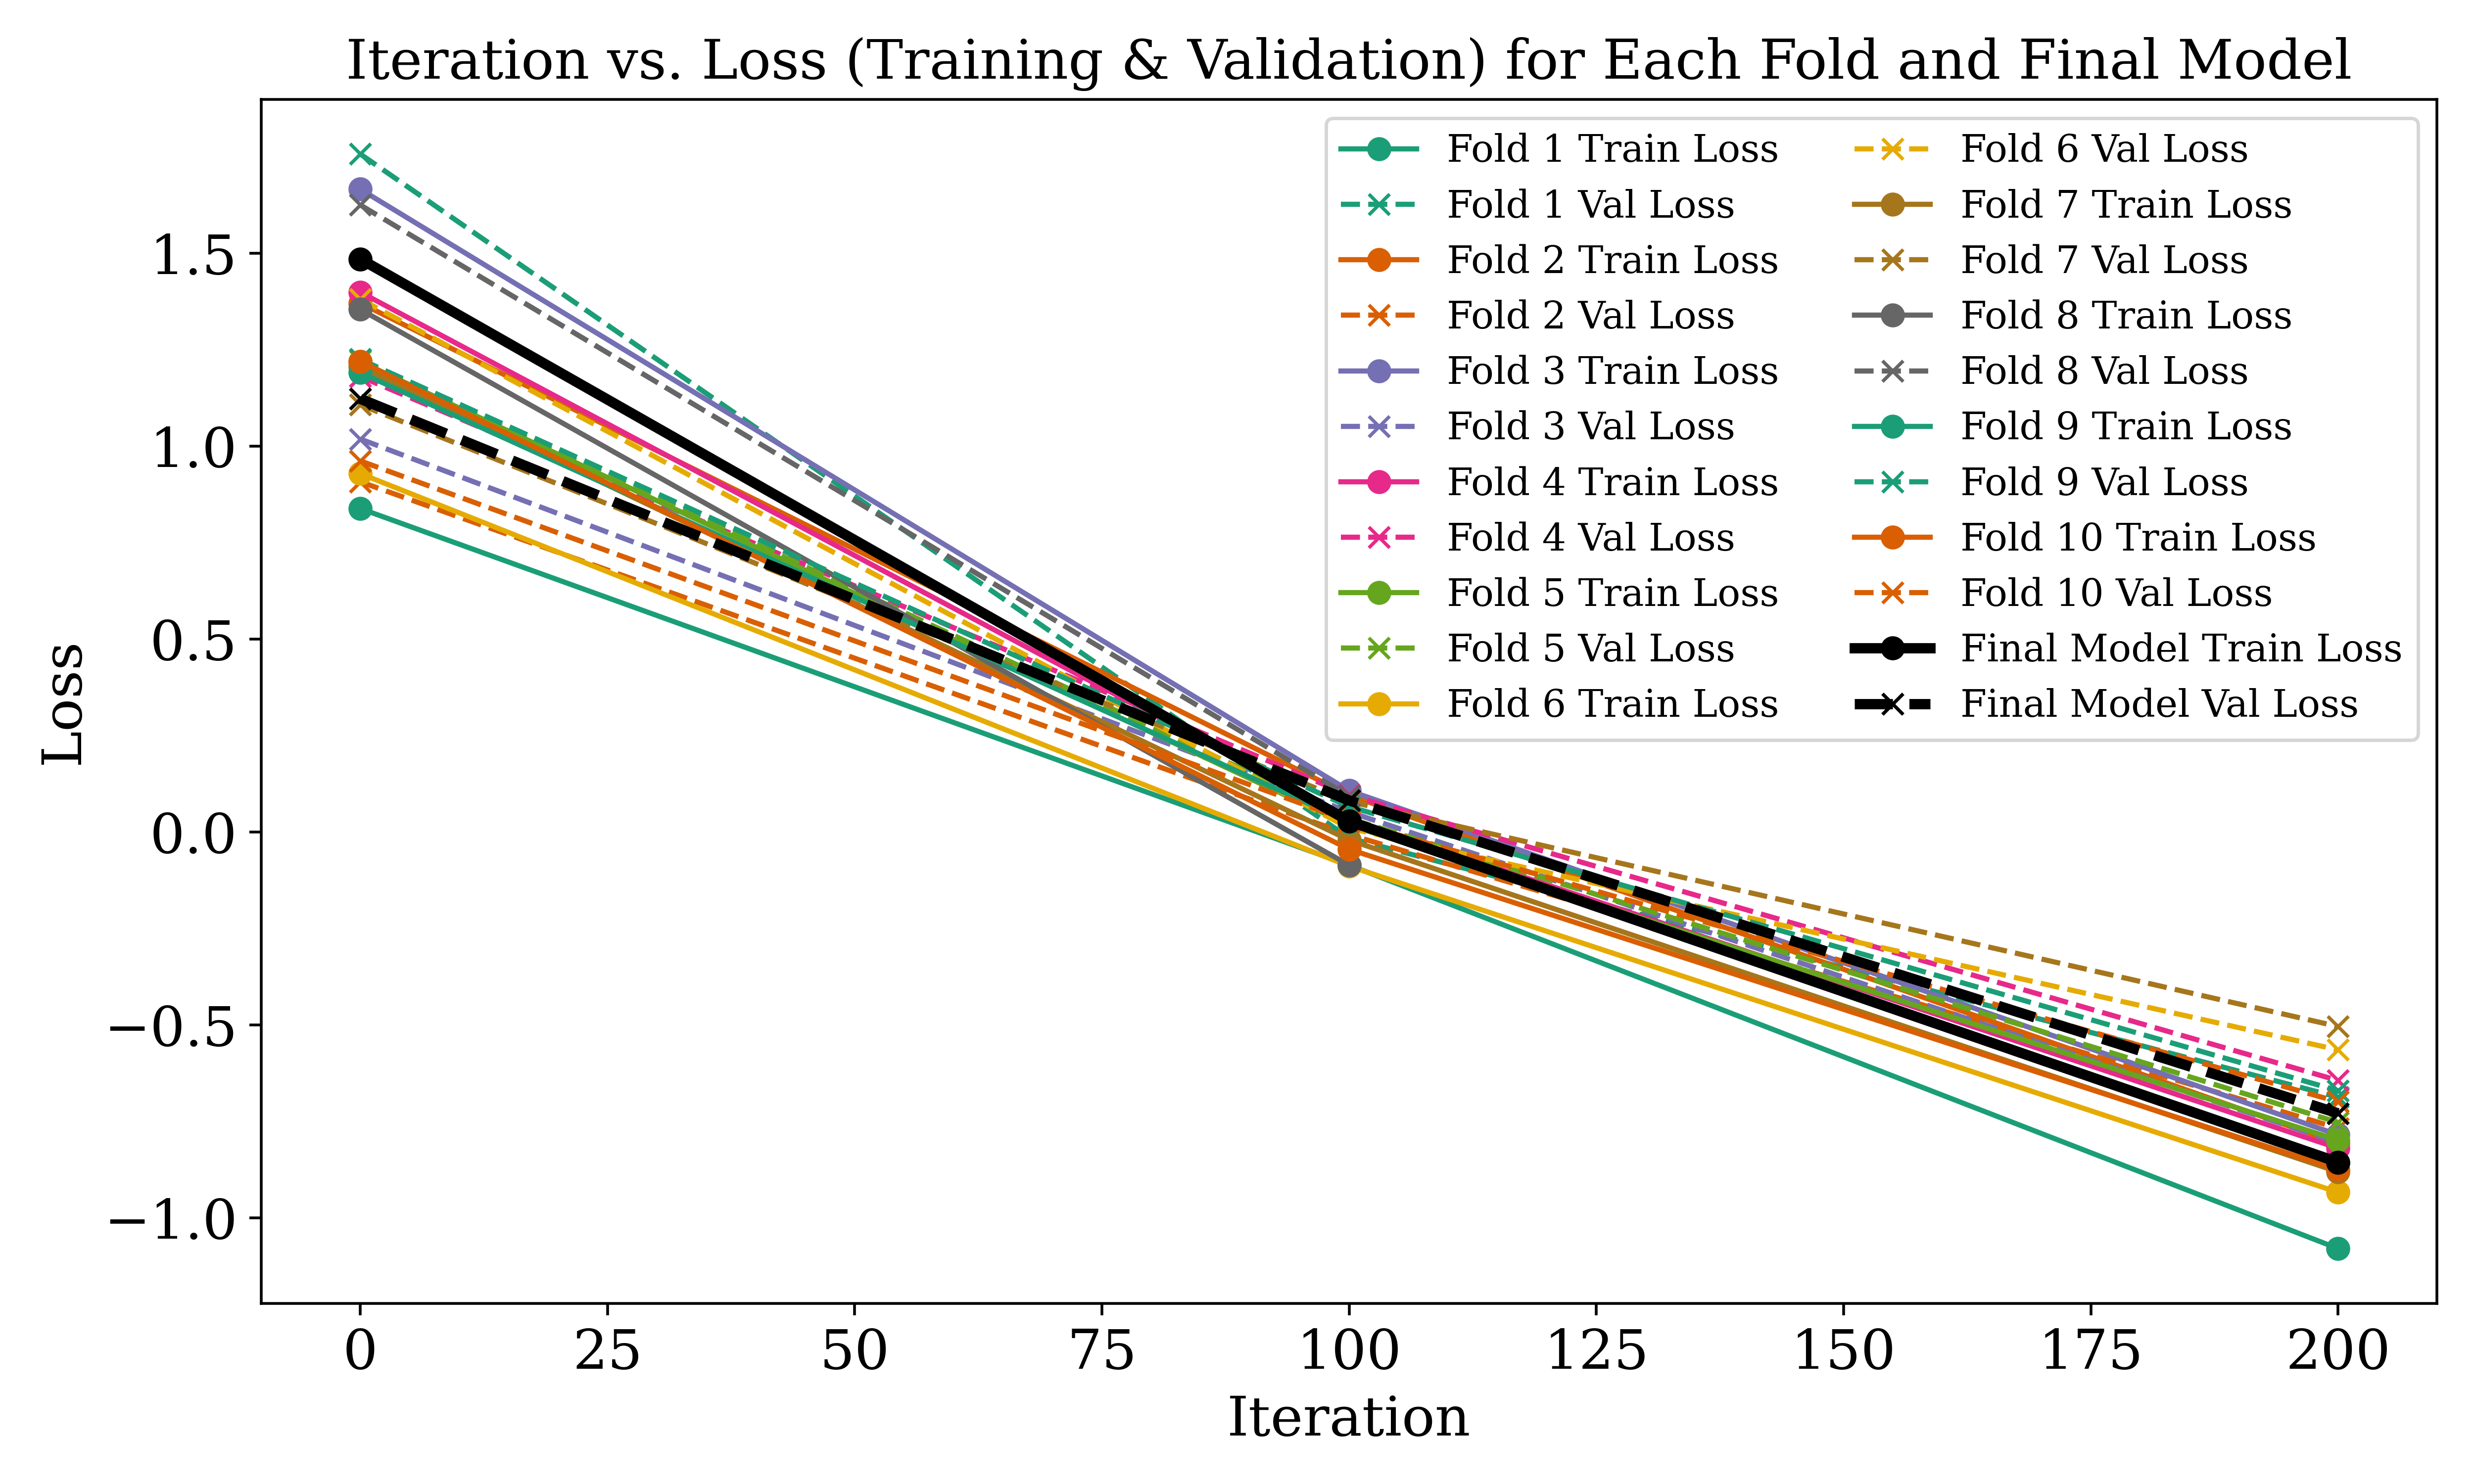 Iteration vs. Loss (Training & Validation) for Each Fold and Final Model
Loss
1.5
1.0
0.5
0.0
−0.5
−1.0
Fold 1 Train Loss
Fold 1 Val Loss
Fold 2 Train Loss
Fold 2 Val Loss
Fold 3 Train Loss
Fold 3 Val Loss
Fold 4 Train Loss
Fold 4 Val Loss
Fold 5 Train Loss
Fold 5 Val Loss
Fold 6 Train Loss
Fold 6 Val Loss
Fold 7 Train Loss
Fold 7 Val Loss
Fold 8 Train Loss
Fold 8 Val Loss
Fold 9 Train Loss
Fold 9 Val Loss
Fold 10 Train Loss
Fold 10 Val Loss
Final Model Train Loss
Final Model Val Loss
0 25 50 75 100 125 150 175 200
Iteration